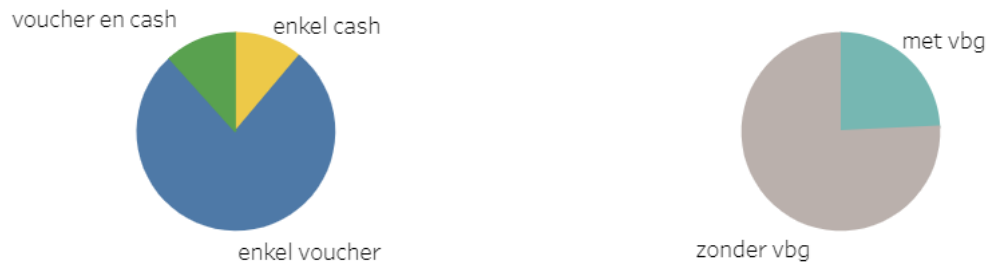 voucher en cash
enkel cash
enkel voucher
met vbg
zonder vbg